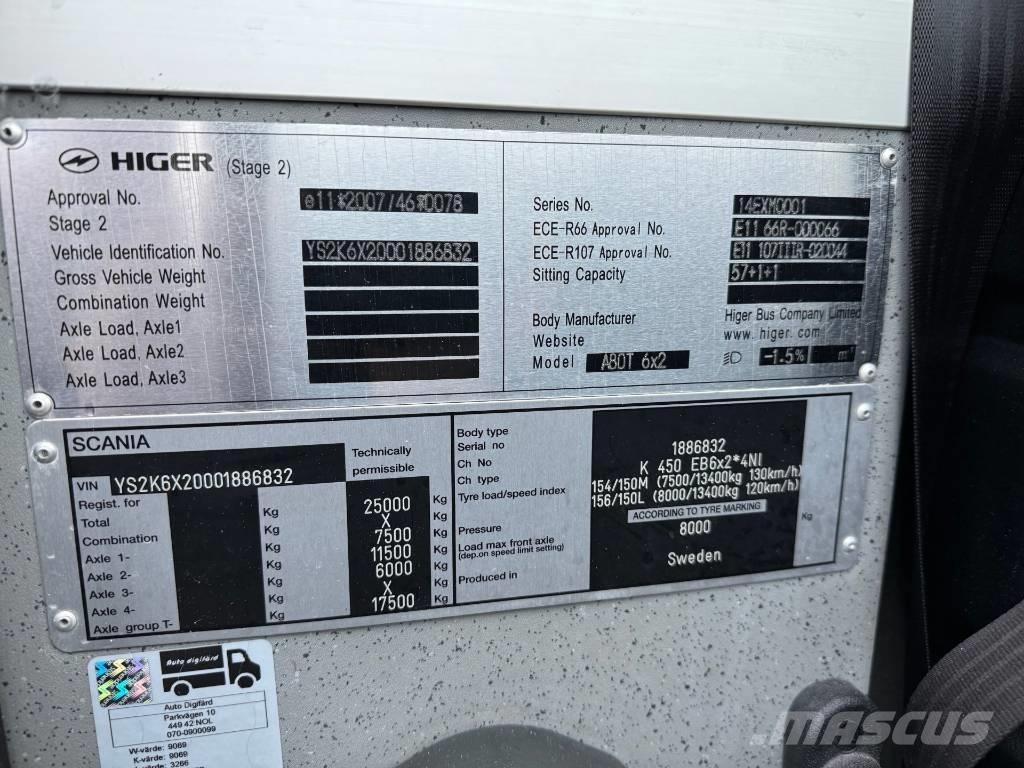 HIGER (Stage 2)
Approval No. e11*2007/46*0078
Stage 2
Vehicle Identification No. YS2K6X20001886832
Gross Vehicle Weight
Combination Weight
Axle Load, Axle1
Axle Load, Axle2
Axle Load, Axle3
Series No. 14EXM0001
ECE-R66 Approval No. E11 66R-000066
ECE-R107 Approval No. E11 107IIIR-020044
Sitting Capacity 57+1+1
Body Manufacturer Higer Bus Company Limited
Website www.higer.com
Model A80T 6x2 -1.5% m²
SCANIA
VIN YS2K6X20001886832
Technically
permissible
Regist. for
Total Kg 25000 Kg
Combination Kg X Kg
Axle 1- Kg 7500 Kg
Axle 2- Kg 11500 Kg
Axle 3- Kg 6000 Kg
Axle 4- Kg X Kg
Axle group T- Kg 17500 Kg
Body type
Serial no
Ch No 1886832
Ch type K 450 EB6x2*4NI
Tyre load/speed index 154/150M (7500/13400kg 130km/h)
156/150L (8000/13400kg 120km/h)
Pressure ACCORDING TO TYRE MARKING
Load max front axle 8000 Kg
(dep.on speed limit setting)
Produced in Sweden
Auto digifärd
Auto Digifärd
Parkvägen 10
449 42 NOL
070-0900099
W-värde: 9069
K-värde: 9069
L-värde: 3266
MASCUS